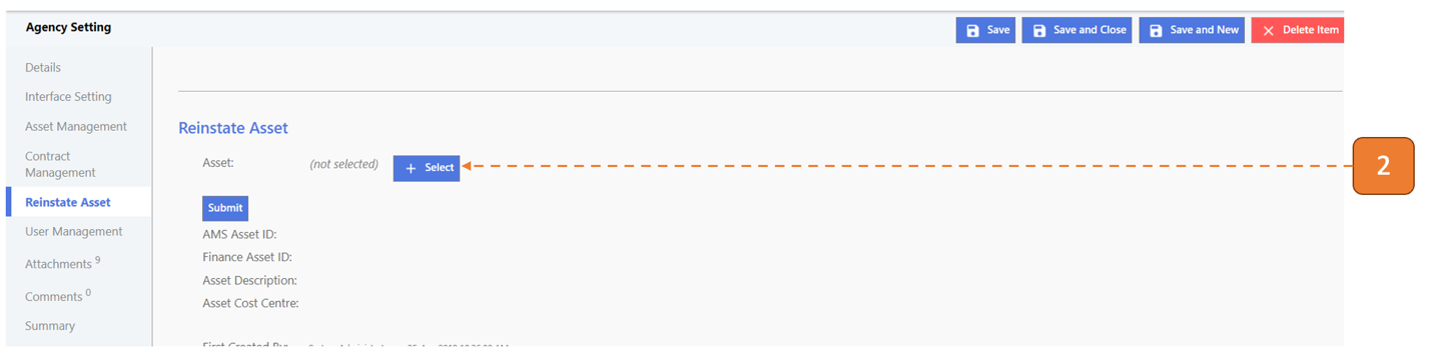 Agency Setting
Save
Save and Close
Save and New
Delete Item
Details
Interface Setting
Asset Management
Contract
Management
Reinstate Asset
User Management
Attachments 9
Comments 0
Summary
Reinstate Asset
Asset:
(not selected)
+ Select
2
Submit
AMS Asset ID:
Finance Asset ID:
Asset Description:
Asset Cost Centre:
First Created By: